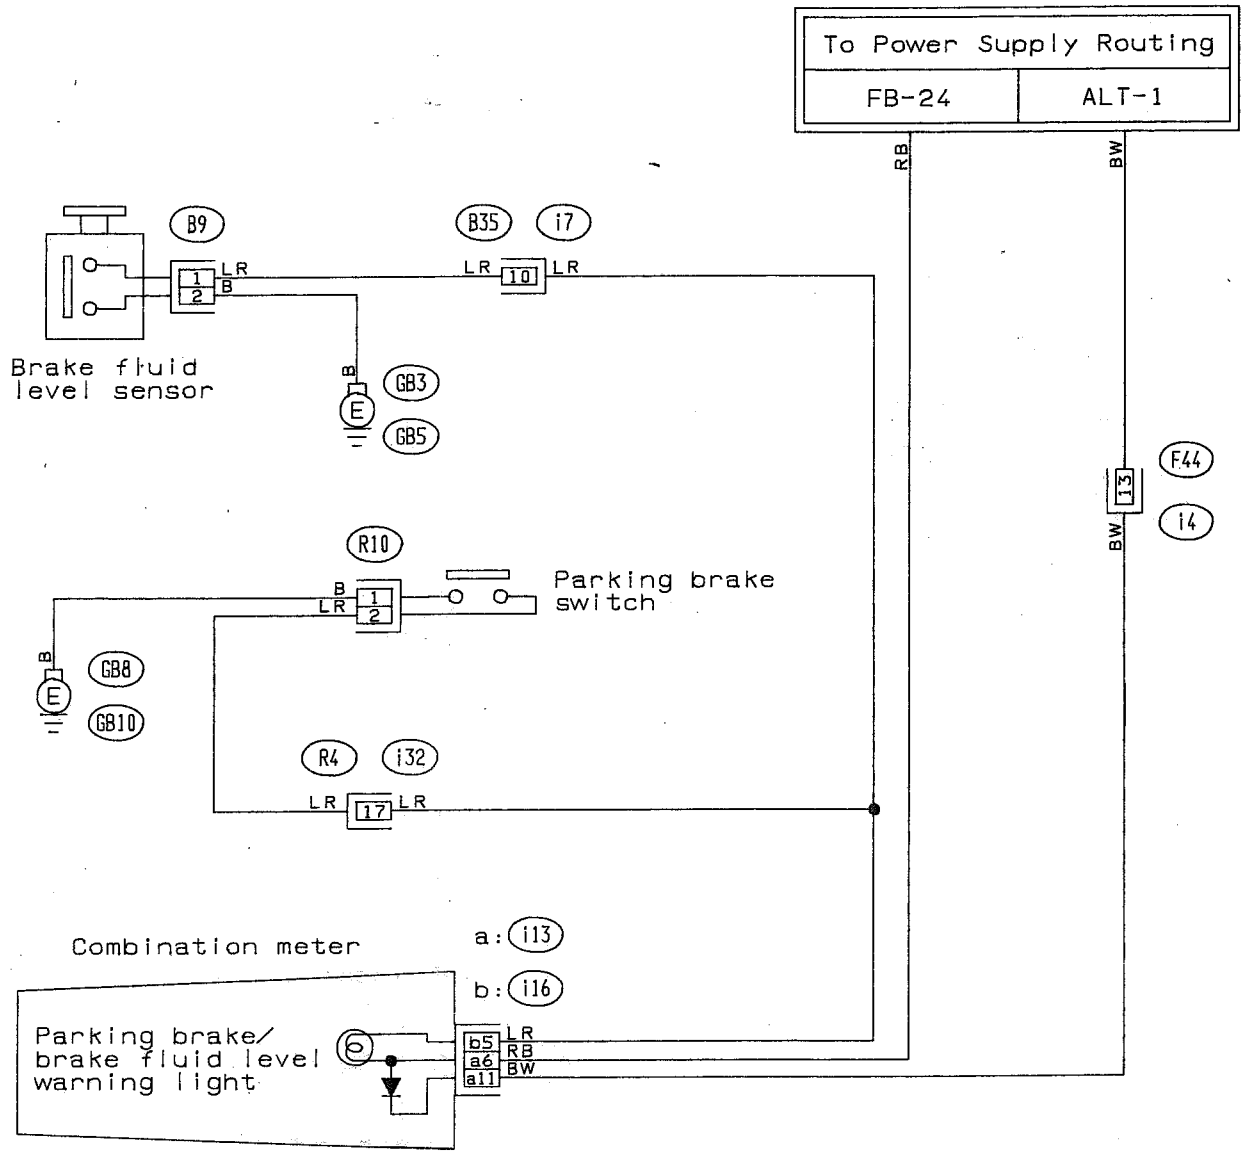 To Power Supply Routing
FB-24
ALT-1
RB
BW
B9
B35
i7
LR
B
LR
LR
1
2
10
Brake fluid
level sensor
B
GB3
E
GB5
F44
13
i4
BW
R10
B
LR
1
2
Parking brake
switch
B
GB8
E
GB10
R4
i32
LR
LR
17
Combination meter
a: i13
b: i16
Parking brake/
brake fluid level
warning light
b5
a6
a11
LR
RB
BW